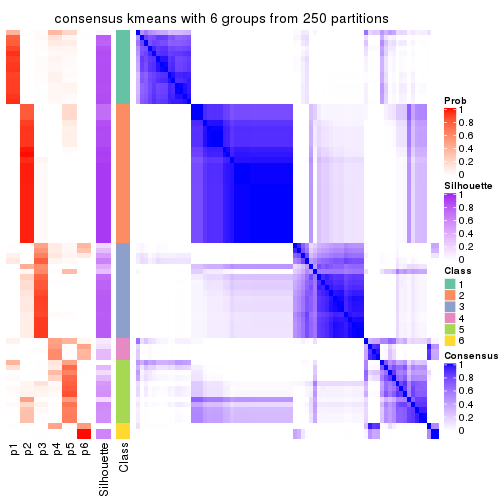 consensus kmeans with 6 groups from 250 partitions
Prob
1
0.8
0.6
0.4
0.2
0
Silhouette
1
0.8
0.6
0.4
0.2
0
Class
1
2
3
4
5
6
Consensus
1
0.8
0.6
0.4
0.2
0
p1
p2
p3
p4
p5
p6
Silhouette
Class